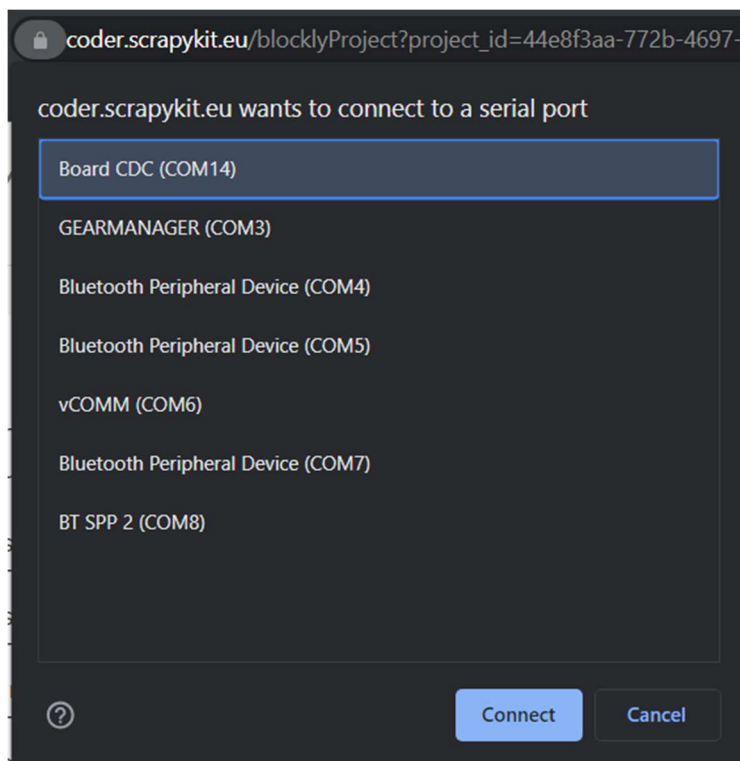 coder.scrapykit.eu/blocklyProject?project_id=44e8f3aa-772b-4697-
coder.scrapykit.eu wants to connect to a serial port
Board CDC (COM14)
GEARMANAGER (COM3)
Bluetooth Peripheral Device (COM4)
Bluetooth Peripheral Device (COM5)
vCOMM (COM6)
Bluetooth Peripheral Device (COM7)
BT SPP 2 (COM8)
Connect Cancel